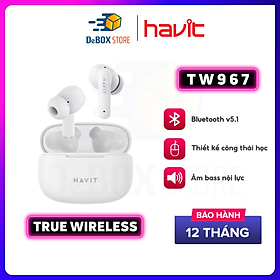 DeBOX STORE
havit
TW967
Bluetooth v5.1
Thiết kế công thái học
Âm bass nội lực
HAVIT
HAVIT
TRUE WIRELESS
BẢO HÀNH
12 THÁNG